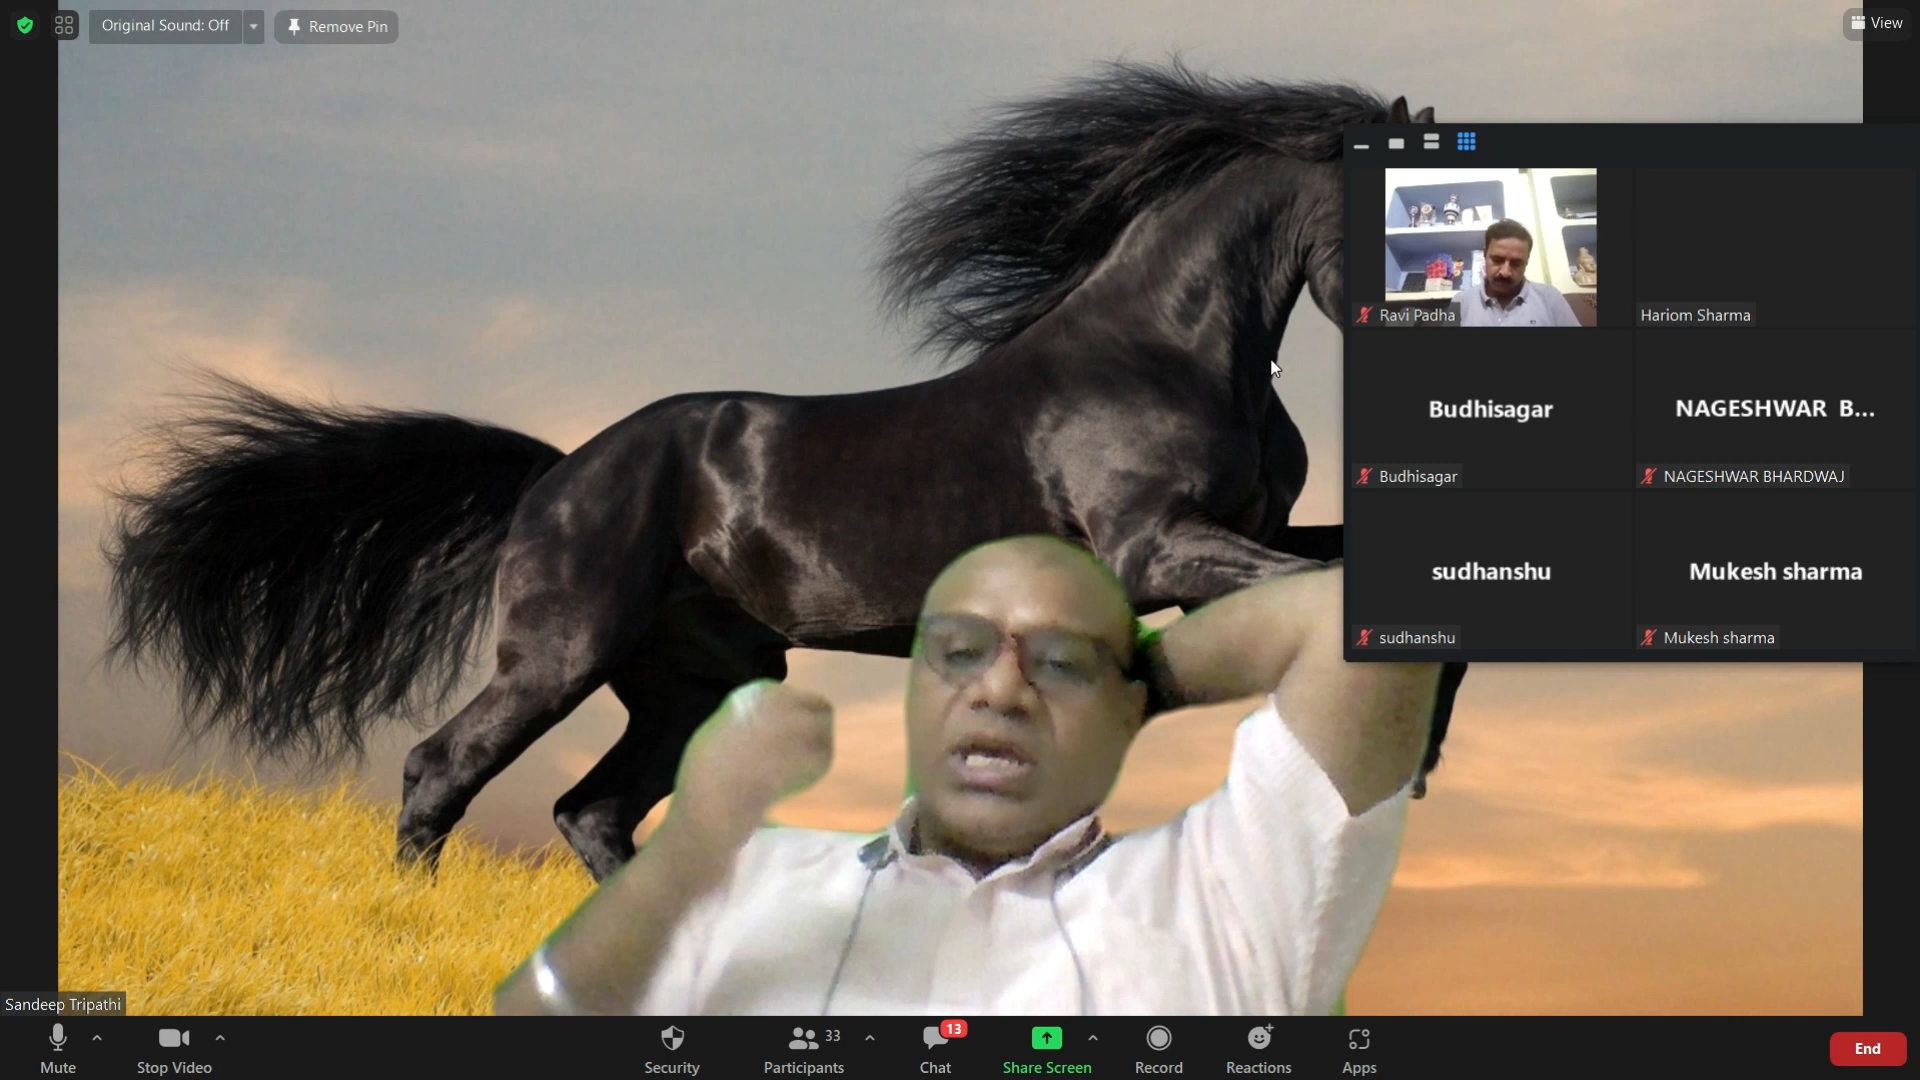 Original Sound: Off
Remove Pin
View
Ravi Padha
Hariom Sharma
Budhisagar
NAGESHWAR B...
Budhisagar
NAGESHWAR BHARDWAJ
sudhanshu
Mukesh sharma
sudhanshu
Mukesh sharma
Sandeep Tripathi
33
13
Mute
Stop Video
Security
Participants
Chat
Share Screen
Record
Reactions
Apps
End